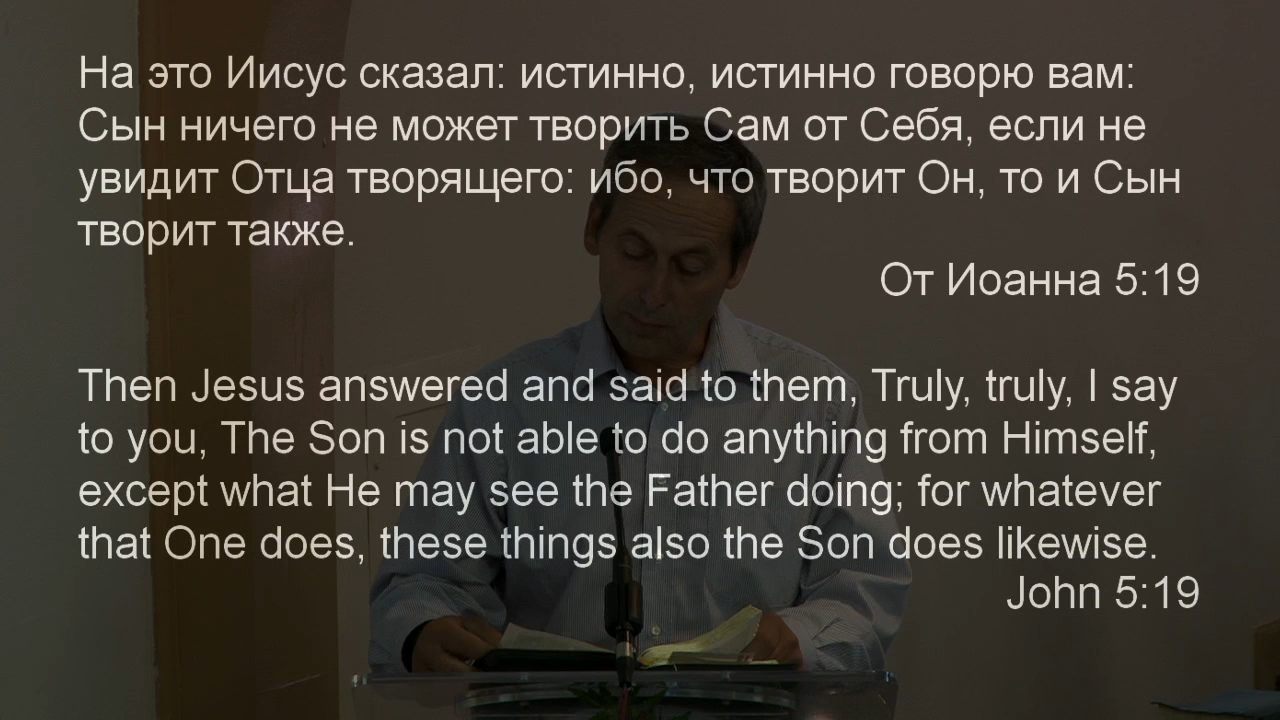 На это Иисус сказал: истинно, истинно говорю вам:
Сын ничего не может творить Сам от Себя, если не
увидит Отца творящего: ибо, что творит Он, то и Сын
творит также.
От Иоанна 5:19
Then Jesus answered and said to them, Truly, truly, I say
to you, The Son is not able to do anything from Himself,
except what He may see the Father doing; for whatever
that One does, these things also the Son does likewise.
John 5:19